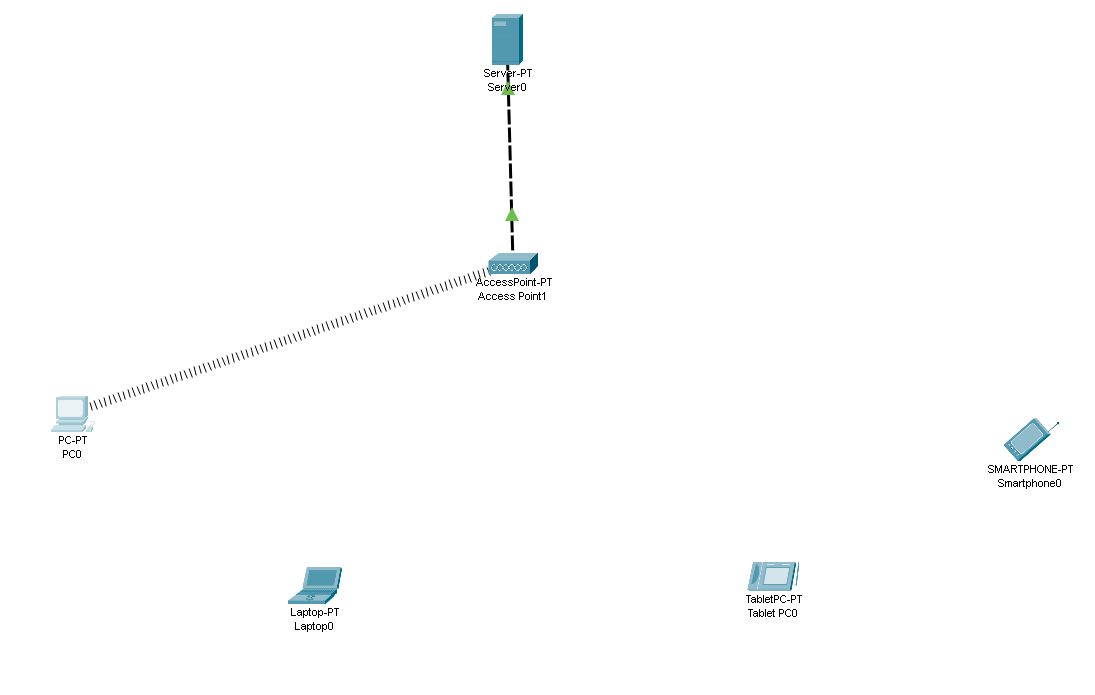 Server-PT
Server0
AccessPoint-PT
Access Point1
PC-PT
PC0
SMARTPHONE-PT
Smartphone0
TabletPC-PT
Tablet PC0
Laptop-PT
Laptop0